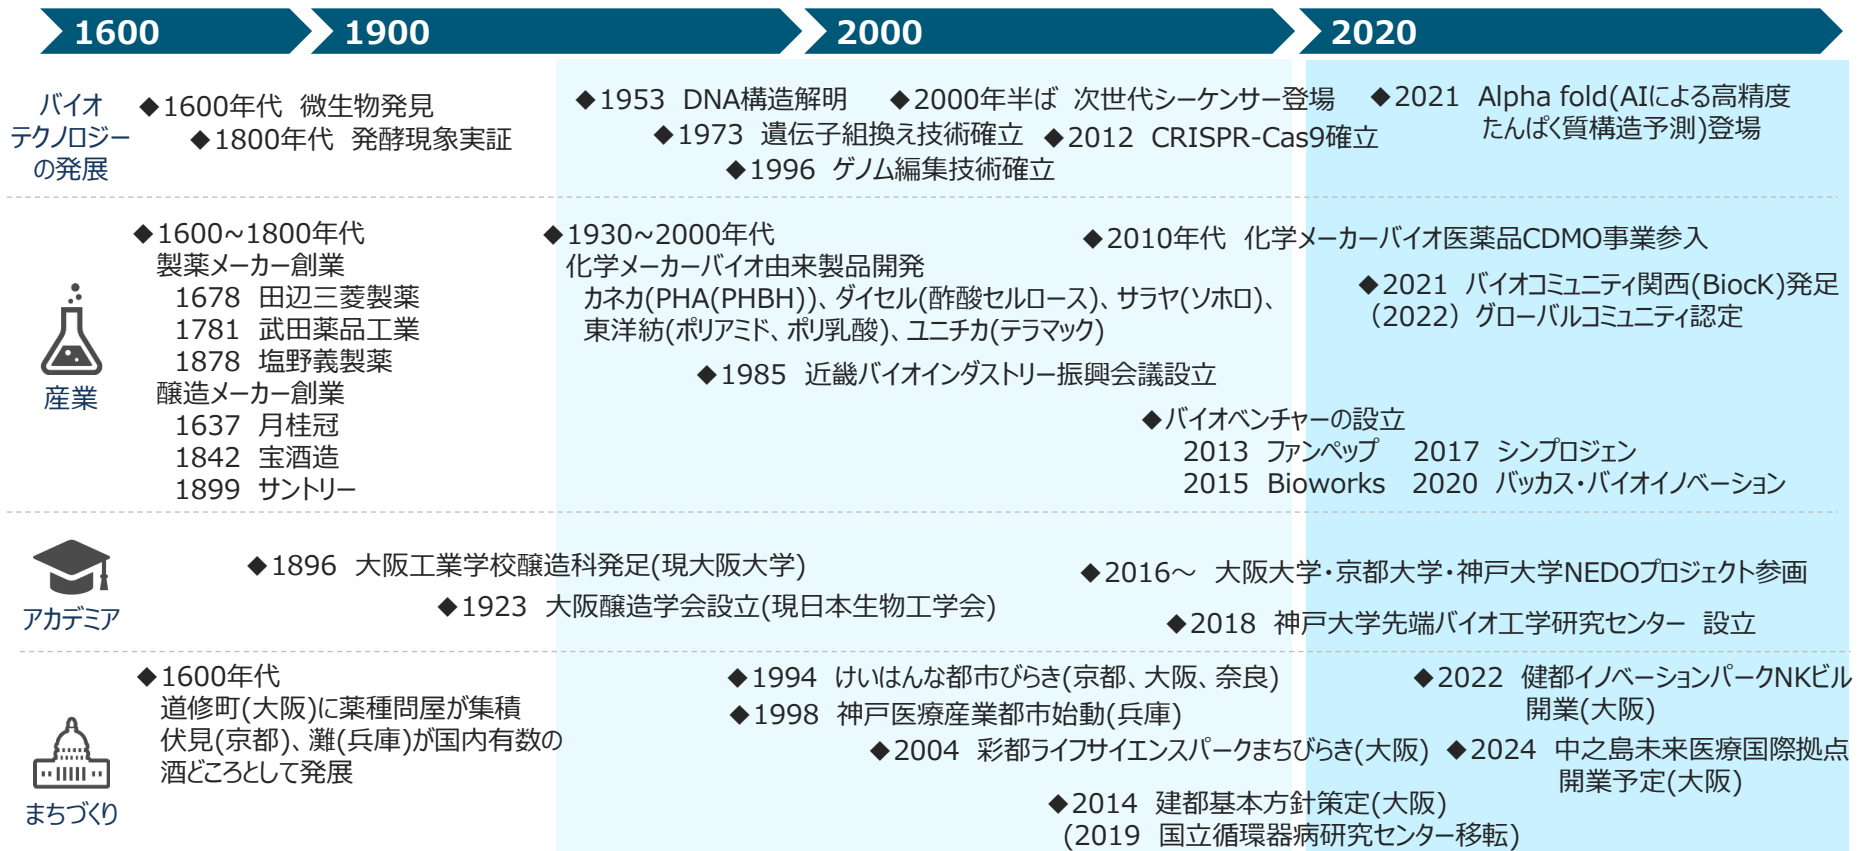 1600 1900 2000 2020
バイオ
テクノロジー
の発展
◆1600年代 微生物発見
◆1800年代 発酵現象実証
◆1953 DNA構造解明
◆2000年半ば 次世代シーケンサー登場
◆1973 遺伝子組換え技術確立
◆2012 CRISPR-Cas9確立
◆1996 ゲノム編集技術確立
◆2021 Alpha fold(AIによる高精度
たんぱく質構造予測)登場
産業
◆1600~1800年代
製薬メーカー創業
1678 田辺三菱製薬
1781 武田薬品工業
1878 塩野義製薬
醸造メーカー創業
1637 月桂冠
1842 宝酒造
1899 サントリー
◆1930~2000年代
化学メーカーバイオ由来製品開発
カネカ(PHA(PHBH))、ダイセル(酢酸セルロース)、サラヤ(ソホロ)、
東洋紡(ポリアミド、ポリ乳酸)、ユニチカ(テラマック)
◆1985 近畿バイオインダストリー振興会議設立
◆2010年代 化学メーカーバイオ医薬品CDMO事業参入
◆2021 バイオコミュニティ関西(BiocK)発足
(2022) グローバルコミュニティ認定
◆バイオベンチャーの設立
2013 ファンペップ 2017 シンプロジェン
2015 Bioworks 2020 バッカス・バイオイノベーション
アカデミア
◆1896 大阪工業学校醸造科発足(現大阪大学)
◆1923 大阪醸造学会設立(現日本生物工学会)
◆2016～ 大阪大学・京都大学・神戸大学NEDOプロジェクト参画
◆2018 神戸大学先端バイオ工学研究センター 設立
まちづくり
◆1600年代
道修町(大阪)に薬種問屋が集積
伏見(京都)、灘(兵庫)が国内有数の
酒どころとして発展
◆1994 けいはんな都市びらき(京都、大阪、奈良)
◆1998 神戸医療産業都市始動(兵庫)
◆2004 彩都ライフサイエンスパークまちびらき(大阪)
◆2014 建都基本方針策定(大阪)
(2019 国立循環器病研究センター移転)
◆2022 健都イノベーションパークNKビル
開業(大阪)
◆2024 中之島未来医療国際拠点
開業予定(大阪)